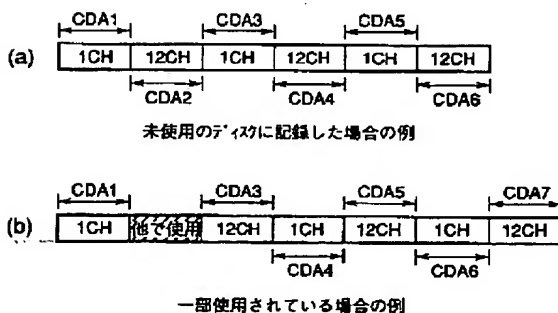 CDA1 CDA3 CDA5
(a) 1CH 12CH 1CH 12CH 1CH 12CH
CDA2 CDA4 CDA6
未使用のディスクに記録した場合の例
CDA1 CDA3 CDA5 CDA7
(b) 1CH 他で使用 12CH 1CH 12CH 1CH 12CH
CDA4 CDA6
一部使用されている場合の例